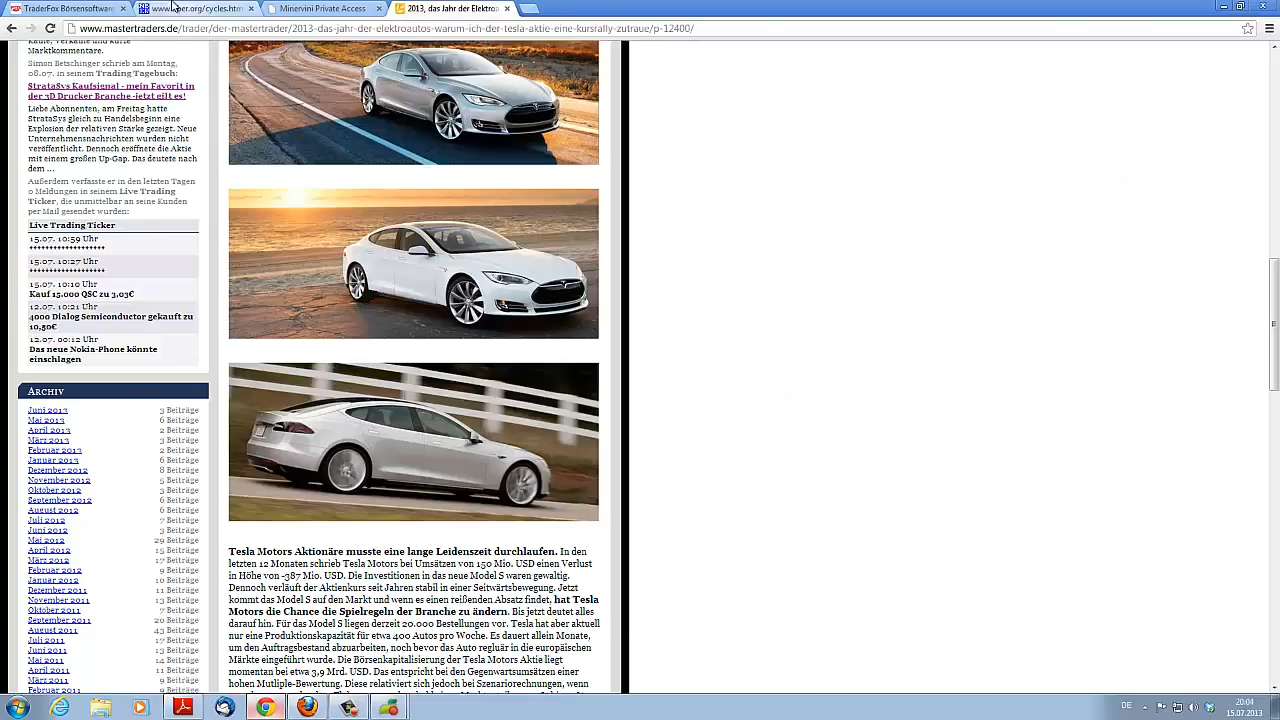 TraderFox Börsensoftware
www.nber.org/cycles.htm
Minervini Private Access
2013, das Jahr der Elektroa
www.mastertraders.de/trader/der-mastertrader/2013-das-jahr-der-elektroautos-warum-ich-der-tesla-aktie-eine-kursrally-zutraue/p-12400/
Marktkommentare.
Simon Betschinger schrieb am Montag,
08.07. in seinem Trading Tagebuch:
StrataSys Kaufsignal - mein Favorit in
der 3D Drucker Branche -jetzt gilt es!
Liebe Abonnenten, am Freitag hatte
StrataSys gleich zu Handelsbeginn eine
Explosion der relativen Stärke gezeigt. Neue
Unternehmensnachrichten wurden nicht
veröffentlicht. Dennoch eröffnete die Aktie
mit einem großen Up-Gap. Das deutete nach
dem ...
Außerdem verfasste er in den letzten Tagen
0 Meldungen in seinem Live Trading
Ticker, die unmittelbar an seine Kunden
per Mail gesendet wurden:
Live Trading Ticker
15.07. 10:59 Uhr
+++++++++++++++++++
15.07. 10:27 Uhr
+++++++++++++++++++
15.07. 10:10 Uhr
Kauf 15.000 QSC zu 3,03€
12.07. 10:21 Uhr
4000 Dialog Semiconductor gekauft zu
10,50€
12.07. 00:12 Uhr
Das neue Nokia-Phone könnte
einschlagen
Archiv
Juni 2013 3 Beiträge
Mai 2013 6 Beiträge
April 2013 2 Beiträge
März 2013 3 Beiträge
Februar 2013 2 Beiträge
Januar 2013 6 Beiträge
Dezember 2012 8 Beiträge
November 2012 5 Beiträge
Oktober 2012 3 Beiträge
September 2012 6 Beiträge
August 2012 6 Beiträge
Juli 2012 7 Beiträge
Juni 2012 3 Beiträge
Mai 2012 29 Beiträge
April 2012 15 Beiträge
März 2012 17 Beiträge
Februar 2012 9 Beiträge
Januar 2012 10 Beiträge
Dezember 2011 11 Beiträge
November 2011 13 Beiträge
Oktober 2011 7 Beiträge
September 2011 20 Beiträge
August 2011 43 Beiträge
Juli 2011 17 Beiträge
Juni 2011 13 Beiträge
Mai 2011 14 Beiträge
April 2011 11 Beiträge
März 2011 9 Beiträge
Februar 2011 9 Beiträge
Tesla Motors Aktionäre musste eine lange Leidenszeit durchlaufen. In den
letzten 12 Monaten schrieb Tesla Motors bei Umsätzen von 150 Mio. USD einen Verlust
in Höhe von -387 Mio. USD. Die Investitionen in das neue Model S waren gewaltig.
Dennoch verläuft der Aktienkurs seit Jahren stabil in einer Seitwärtsbewegung. Jetzt
kommt das Model S auf den Markt und wenn es einen reißenden Absatz findet, hat Tesla
Motors die Chance die Spielregeln der Branche zu ändern. Bis jetzt deutet alles
darauf hin. Für das Model S liegen derzeit 20.000 Bestellungen vor. Tesla hat aber aktuell
nur eine Produktionskapazität für etwa 400 Autos pro Woche. Es dauert allein Monate,
um den Auftragsbestand abzuarbeiten, noch bevor das Auto regluär in die europäischen
Märkte eingeführt wurde. Die Börsenkapitalisierung der Tesla Motors Aktie liegt
momentan bei etwa 3,9 Mrd. USD. Das entspricht bei den Gegenwartsumsätzen einer
hohen Mutliple-Bewertung. Diese relativiert sich jedoch bei Szenariorechnungen, wenn
DE
20:04
15.07.2013